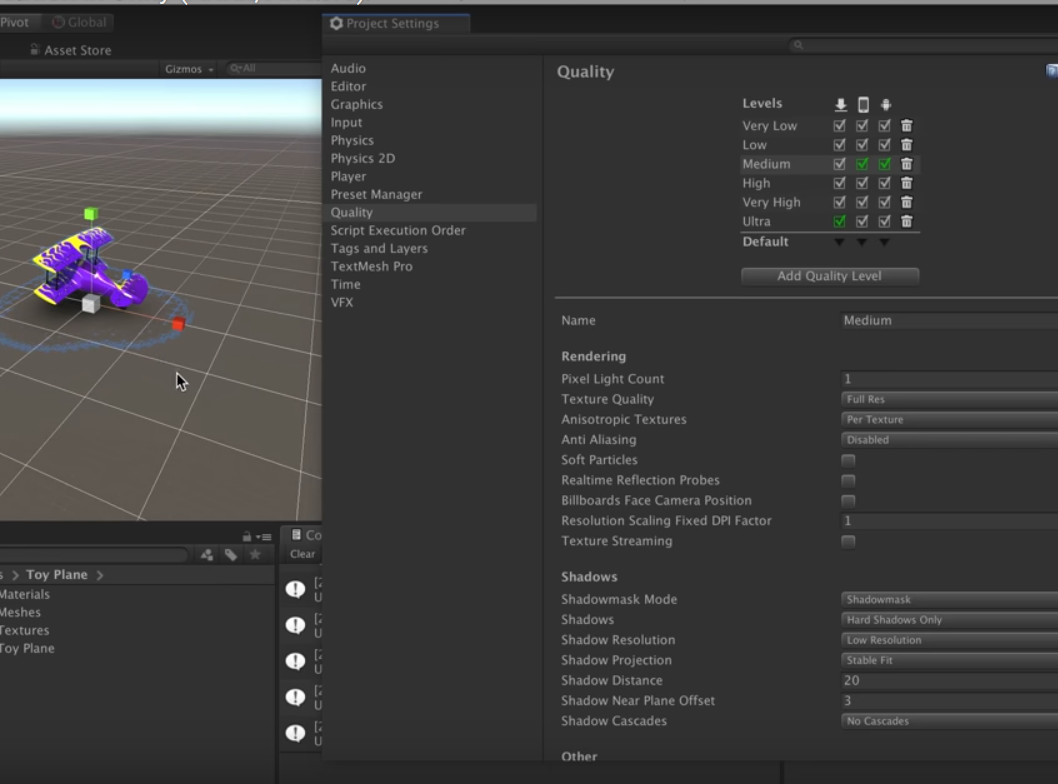 Pivot
Global
Asset Store
Gizmos
All
Project Settings
Audio
Editor
Graphics
Input
Physics
Physics 2D
Player
Preset Manager
Quality
Script Execution Order
Tags and Layers
TextMesh Pro
Time
VFX
Quality
Levels
Very Low
Low
Medium
High
Very High
Ultra
Default
Add Quality Level
Name Medium
Rendering
Pixel Light Count 1
Texture Quality Full Res
Anisotropic Textures Per Texture
Anti Aliasing Disabled
Soft Particles
Realtime Reflection Probes
Billboards Face Camera Position
Resolution Scaling Fixed DPI Factor 1
Texture Streaming
Shadows
Shadowmask Mode Shadowmask
Shadows Hard Shadows Only
Shadow Resolution Low Resolution
Shadow Projection Stable Fit
Shadow Distance 20
Shadow Near Plane Offset 3
Shadow Cascades No Cascades
Other
s > Toy Plane >
Materials
Meshes
Textures
Toy Plane
Co
Clear
[2
U
[2
U
[2
U
[2
U
[2
U